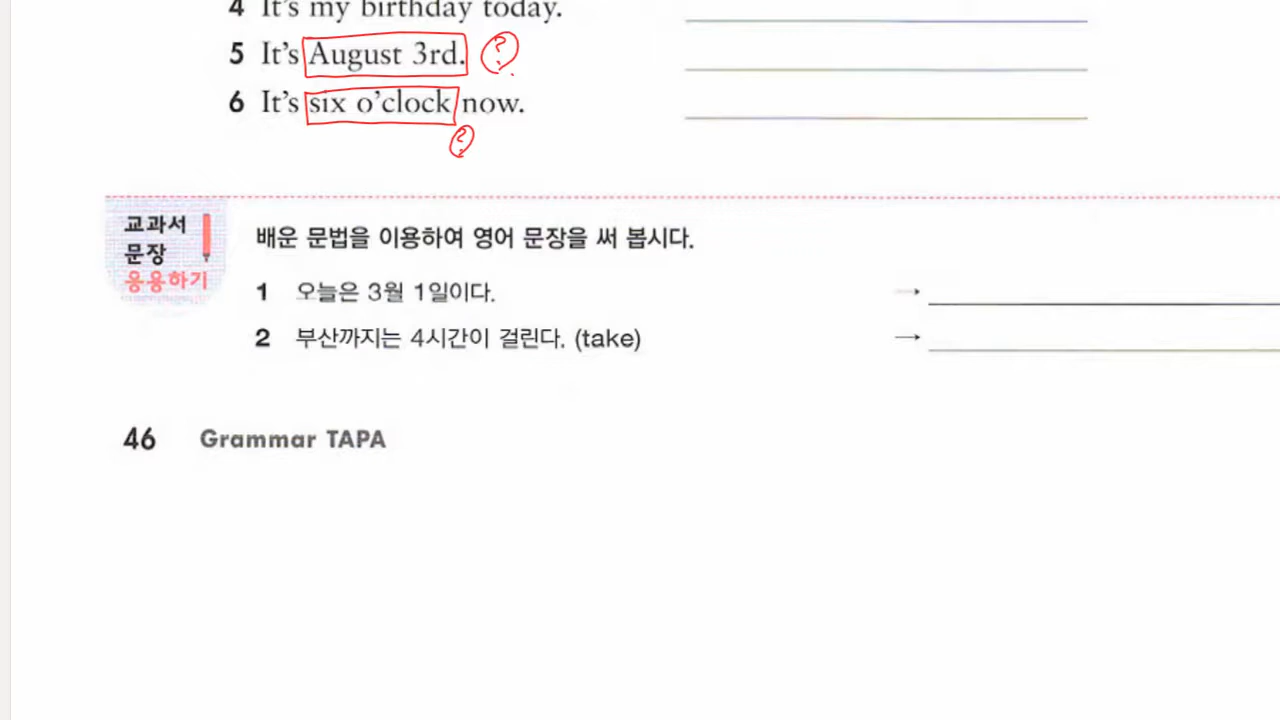 4 It's my birthday today.
5 It's August 3rd. ?
6 It's six o'clock now.
?
교과서
문장
응용하기
배운 문법을 이용하여 영어 문장을 써 봅시다.
1 오늘은 3월 1일이다. →
2 부산까지는 4시간이 걸린다. (take) →
46 Grammar TAPA